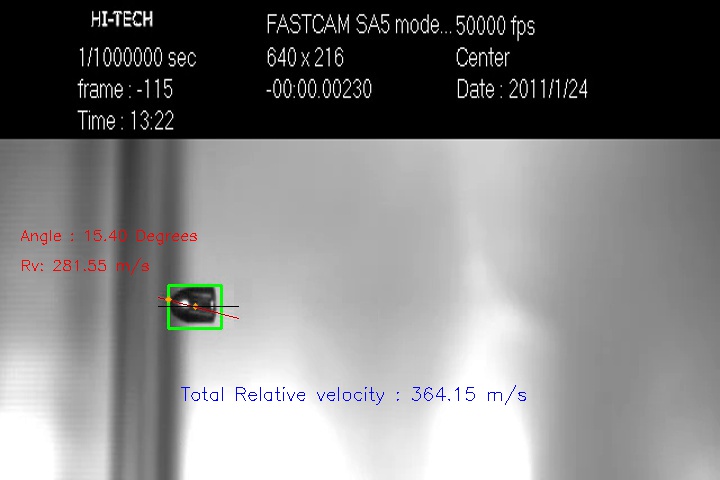 HI-TECH FASTCAM SA5 mode... 50000 fps
1/1000000 sec 640 x 216 Center
frame : -115 -00:00.00230 Date : 2011/1/24
Time : 13:22
Angle : 15.40 Degrees
Rv: 281.55 m/s
Total Relative velocity : 364.15 m/s